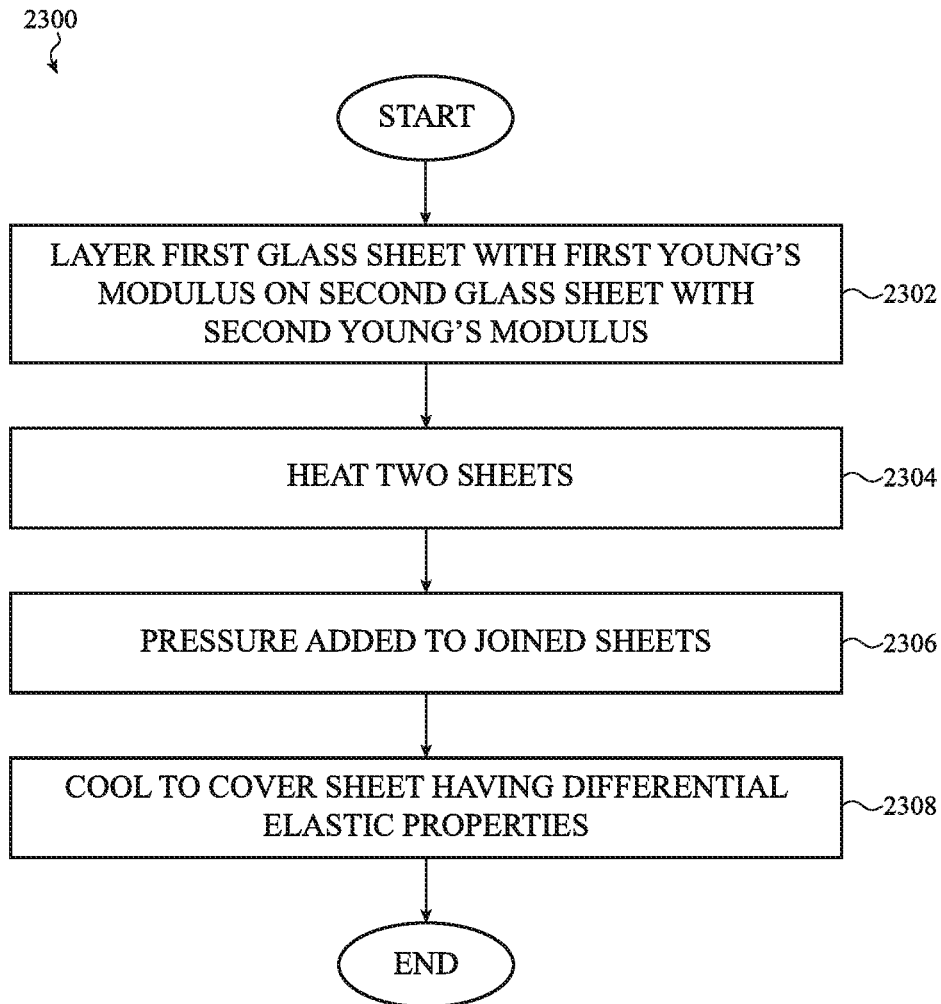 2300
START
LAYER FIRST GLASS SHEET WITH FIRST YOUNG'S
MODULUS ON SECOND GLASS SHEET WITH
SECOND YOUNG'S MODULUS
2302
HEAT TWO SHEETS
2304
PRESSURE ADDED TO JOINED SHEETS
2306
COOL TO COVER SHEET HAVING DIFFERENTIAL
ELASTIC PROPERTIES
2308
END